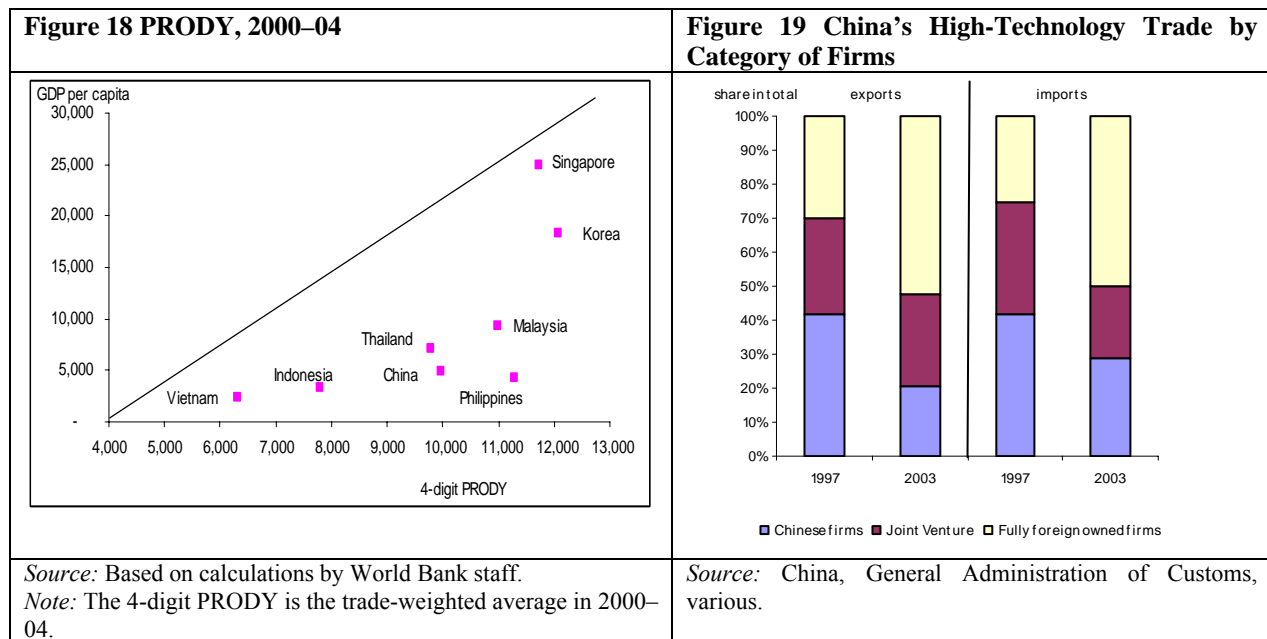 Figure 18 PRODY, 2000–04
GDP per capita
30,000
25,000
20,000
15,000
10,000
5,000
-
Singapore
Korea
Malaysia
Thailand
China
Philippines
Indonesia
Vietnam
4,000 5,000 6,000 7,000 8,000 9,000 10,000 11,000 12,000 13,000
4-digit PRODY
Source: Based on calculations by World Bank staff.
Note: The 4-digit PRODY is the trade-weighted average in 2000–
04.
Figure 19 China's High-Technology Trade by
Category of Firms
share in total exports imports
100%
90%
80%
70%
60%
50%
40%
30%
20%
10%
0%
1997 2003 1997 2003
Chinese firms Joint Venture Fully foreign owned firms
Source: China, General Administration of Customs,
various.